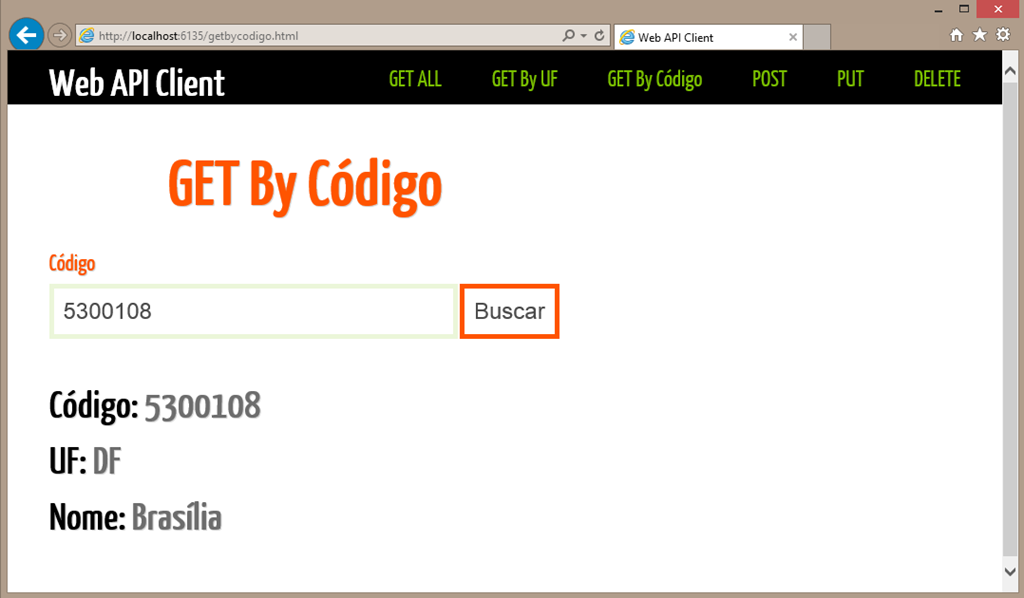 http://localhost:6135/getbycodigo.html
Web API Client
Web API Client
GET ALL
GET By UF
GET By Código
POST
PUT
DELETE
GET By Código
Código
5300108
Buscar
Código: 5300108
UF: DF
Nome: Brasília